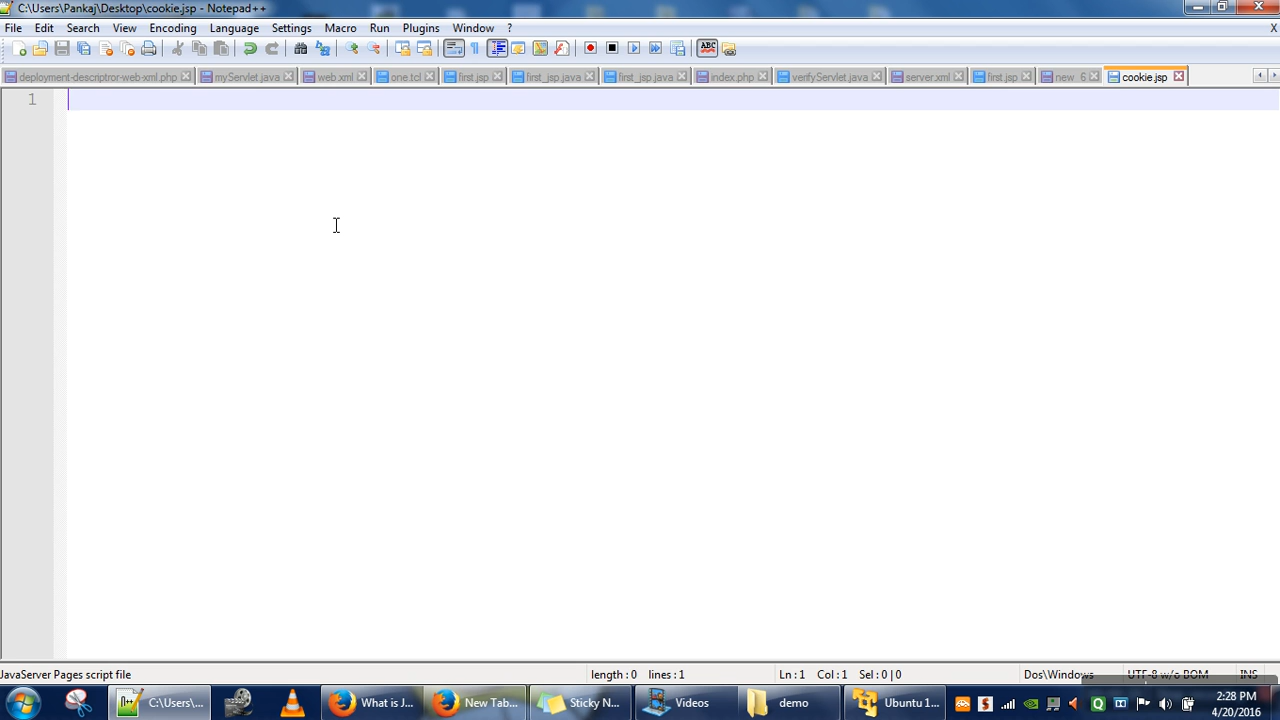 C:\Users\Pankaj\Desktop\cookie.jsp - Notepad++
File Edit Search View Encoding Language Settings Macro Run Plugins Window ? X
ABC
deployment-descriptor-web-xml.php myServlet.java web.xml one.tcl first.jsp first_jsp.java first_jsp.java index.php verifyServlet.java server.xml first.jsp new 6 cookie.jsp
1
JavaServer Pages script file length : 0 lines : 1 Ln : 1 Col : 1 Sel : 0 | 0 Dos\Windows UTF-8 w/o BOM INS
C:\Users\... What is J... New Tab... Sticky N... Videos demo Ubuntu 1... 2:28 PM
4/20/2016